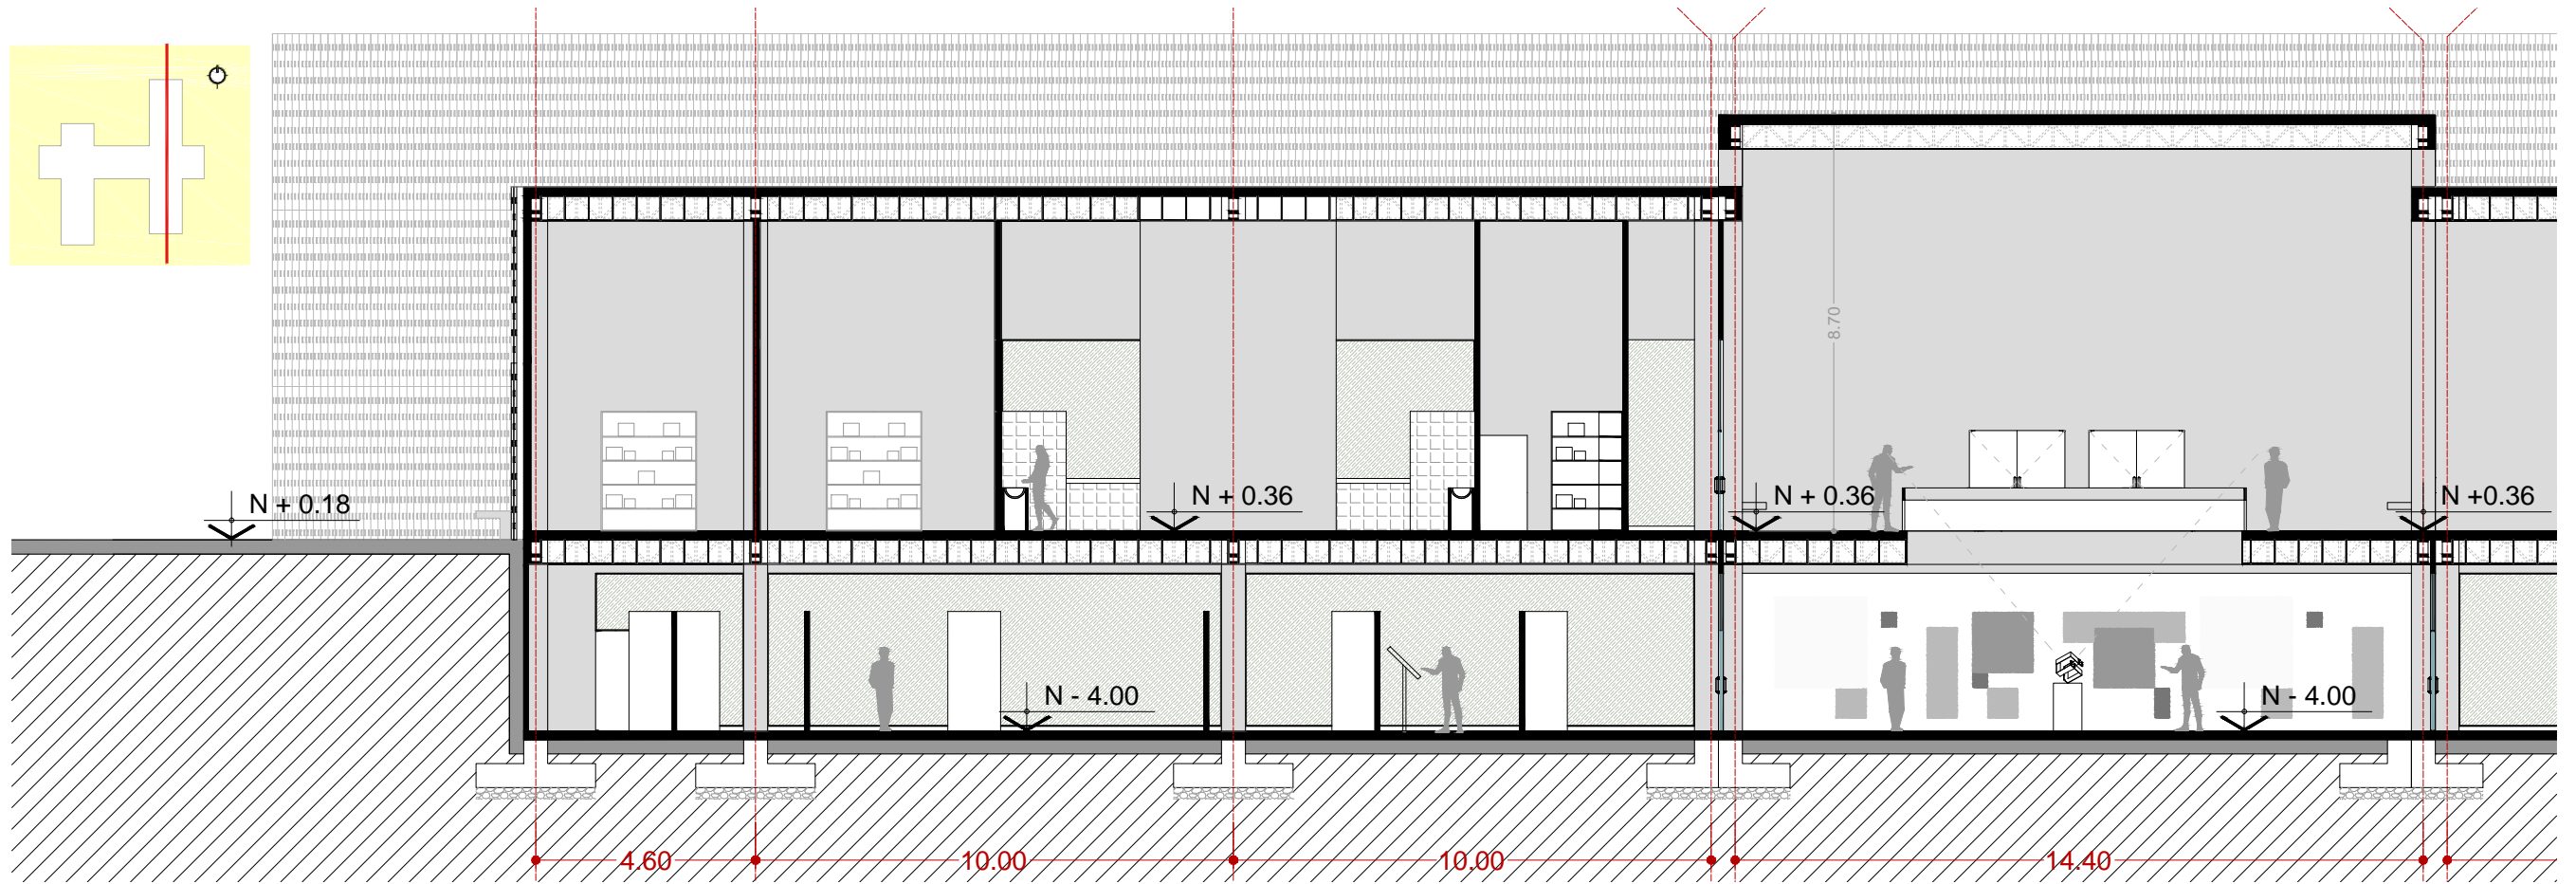 8.70
N + 0.18
N + 0.36
N + 0.36
N +0.36
N - 4.00
N - 4.00
4.60
10.00
10.00
14.40